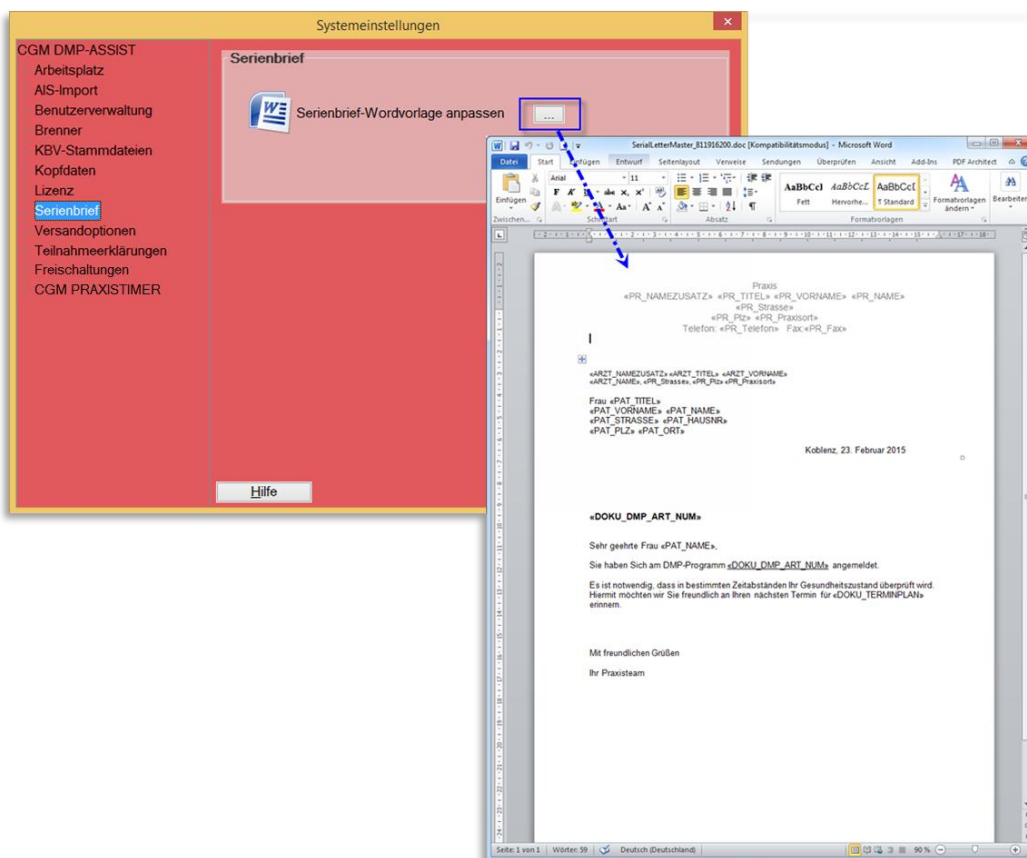 Systemeinstellungen
CGM DMP-ASSIST
Arbeitsplatz
AIS-Import
Benutzerverwaltung
Brenner
KBV-Stammdateien
Kopfdaten
Lizenz
Serienbrief
Versandoptionen
Teilnahmeerklärungen
Freischaltungen
CGM PRAXISTIMER
Serienbrief
Serienbrief-Wordvorlage anpassen
...
Hilfe
SerialLetterMaster_811916200.doc [Kompatibilitätsmodus] - Microsoft Word
Datei Start Einfügen Entwurf Seitenlayout Verweise Sendungen Überprüfen Ansicht Add-Ins PDF Architect
Arial 11
Einfügen
AaBbCcI AaBbCcL AaBbCcI
Fett Hervorhe... ¶ Standard
Formatvorlagen ändern
Bearbeiten
Zwischen... Schriftart Absatz Formatvorlagen
Praxis
«PR_NAMEZUSATZ» «PR_TITEL» «PR_VORNAME» «PR_NAME»
«PR_Strasse»
«PR_Plz» «PR_Praxisort»
Telefon: «PR_Telefon» Fax:«PR_Fax»
«ARZT_NAMEZUSATZ» «ARZT_TITEL» «ARZT_VORNAME»
«ARZT_NAME», «PR_Strasse», «PR_Plz» «PR_Praxisort»
Frau «PAT_TITEL»
«PAT_VORNAME» «PAT_NAME»
«PAT_STRASSE» «PAT_HAUSNR»
«PAT_PLZ» «PAT_ORT»
Koblenz, 23. Februar 2015
«DOKU_DMP_ART_NUM»
Sehr geehrte Frau «PAT_NAME»,
Sie haben Sich am DMP-Programm «DOKU_DMP_ART_NUM» angemeldet.
Es ist notwendig, dass in bestimmten Zeitabständen Ihr Gesundheitszustand überprüft wird.
Hiermit möchten wir Sie freundlich an Ihren nächsten Termin für «DOKU_TERMINPLAN»
erinnern.
Mit freundlichen Grüßen
Ihr Praxisteam
Seite: 1 von 1 Wörter: 59 Deutsch (Deutschland) 90 %